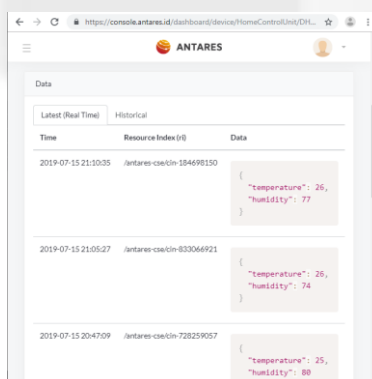 https://console.antares.id/dashboard/device/HomeControlUnit/DH...
ANTARES
Data
Latest (Real Time) Historical
Time Resource Index (ri) Data
2019-07-15 21:10:35 /antares-cse/cin-184698150
{
"temperature": 26,
"humidity": 77
}
2019-07-15 21:05:27 /antares-cse/cin-833066921
{
"temperature": 26,
"humidity": 74
}
2019-07-15 20:47:09 /antares-cse/cin-728259057
{
"temperature": 25,
"humidity": 80